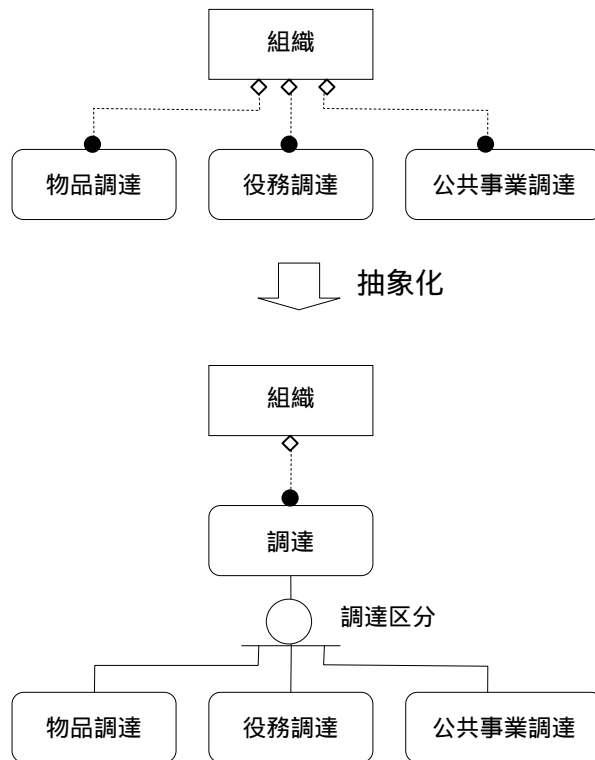 組織
物品調達
役務調達
公共事業調達
抽象化
組織
調達
調達区分
物品調達
役務調達
公共事業調達